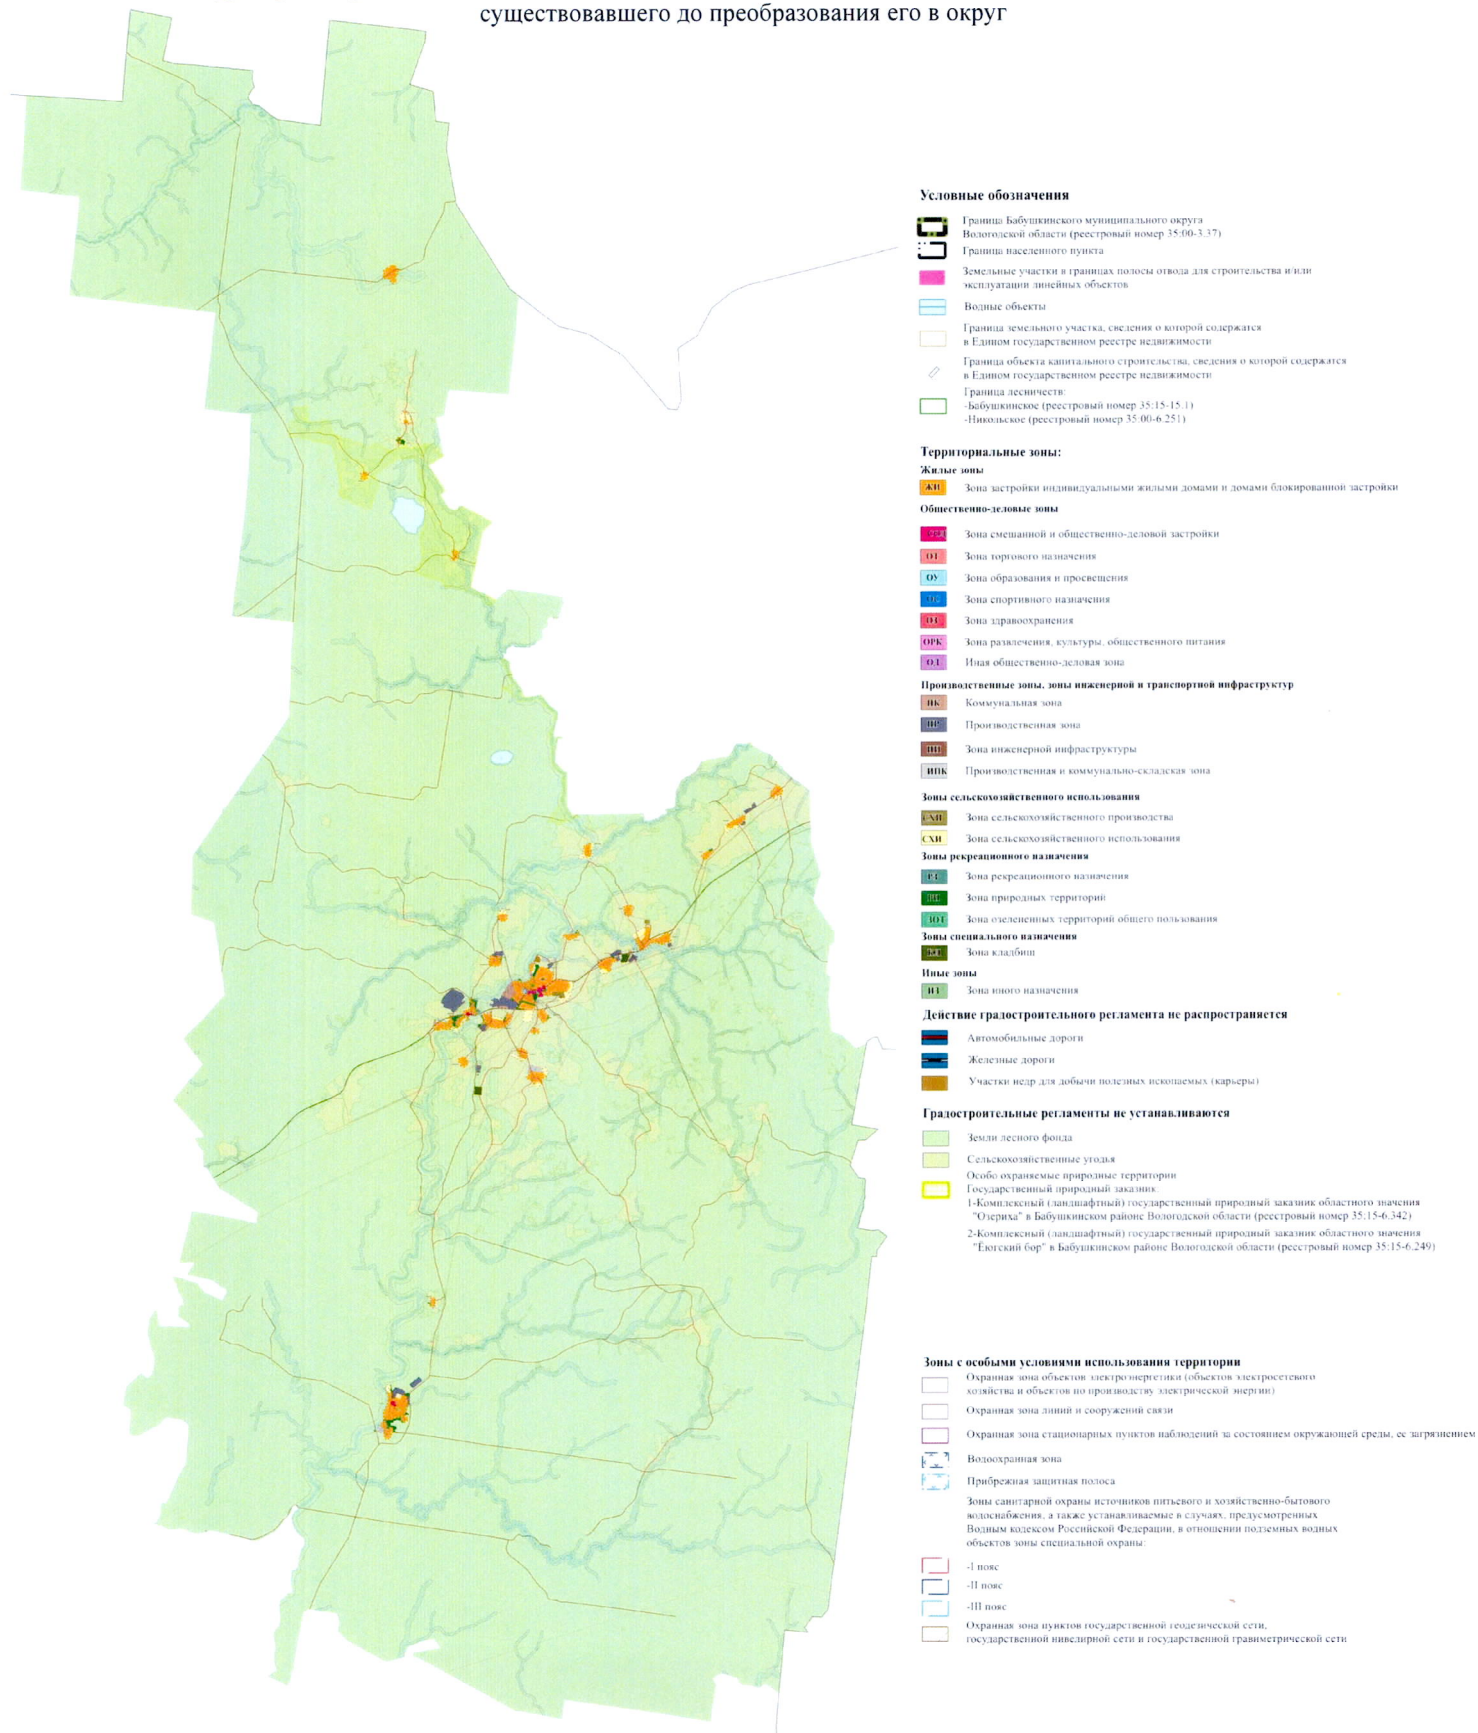 существовавшего до преобразования его в округ
Условные обозначения
Граница Бабушкинского муниципального округа
Вологодской области (реестровый номер 35:00-3.37)
Граница населенного пункта
Земельные участки в границах полосы отвода для строительства и/или
эксплуатации линейных объектов
Водные объекты
Граница земельного участка, сведения о которой содержатся
в Едином государственном реестре недвижимости
Граница объекта капитального строительства, сведения о которой содержатся
в Едином государственном реестре недвижимости
Граница лесничеств:
-Бабушкинское (реестровый номер 35:15-15.1)
-Никольское (реестровый номер 35:00-6.251)
Территориальные зоны:
Жилые зоны
ЖИ Зона застройки индивидуальными жилыми домами и домами блокированной застройки
Общественно-деловые зоны
Зона смешанной и общественно-деловой застройки
ОТ Зона торгового назначения
ОУ Зона образования и просвещения
ОС Зона спортивного назначения
ОЗ Зона здравоохранения
ОРК Зона развлечения, культуры, общественного питания
ОД Иная общественно-деловая зона
Производственные зоны, зоны инженерной и транспортной инфраструктур
ПК Коммунальная зона
ПР Производственная зона
Зона инженерной инфраструктуры
ИПК Производственная и коммунально-складская зона
Зоны сельскохозяйственного использования
СХП Зона сельскохозяйственного производства
СХИ Зона сельскохозяйственного использования
Зоны рекреационного назначения
Зона рекреационного назначения
Зона природных территорий
ЗОТ Зона озелененных территорий общего пользования
Зоны специального назначения
Зона кладбищ
Иные зоны
ИЗ Зона иного назначения
Действие градостроительного регламента не распространяется
Автомобильные дороги
Железные дороги
Участки недр для добычи полезных ископаемых (карьеры)
Градостроительные регламенты не устанавливаются
Земли лесного фонда
Сельскохозяйственные угодья
Особо охраняемые природные территории
Государственный природный заказник:
1-Комплексный (ландшафтный) государственный природный заказник областного значения
"Озериха" в Бабушкинском районе Вологодской области (реестровый номер 35:15-6.342)
2-Комплексный (ландшафтный) государственный природный заказник областного значения
"Ёюгский бор" в Бабушкинском районе Вологодской области (реестровый номер 35:15-6.249)
Зоны с особыми условиями использования территории
Охранная зона объектов электроэнергетики (объектов электросетевого
хозяйства и объектов по производству электрической энергии)
Охранная зона линий и сооружений связи
Охранная зона стационарных пунктов наблюдений за состоянием окружающей среды, ее загрязнением
Водоохранная зона
Прибрежная защитная полоса
Зоны санитарной охраны источников питьевого и хозяйственно-бытового
водоснабжения, а также устанавливаемые в случаях, предусмотренных
Водным кодексом Российской Федерации, в отношении подземных водных
объектов зоны специальной охраны:
-I пояс
-II пояс
-III пояс
Охранная зона пунктов государственной геодезической сети,
государственной нивелирной сети и государственной гравиметрической сети